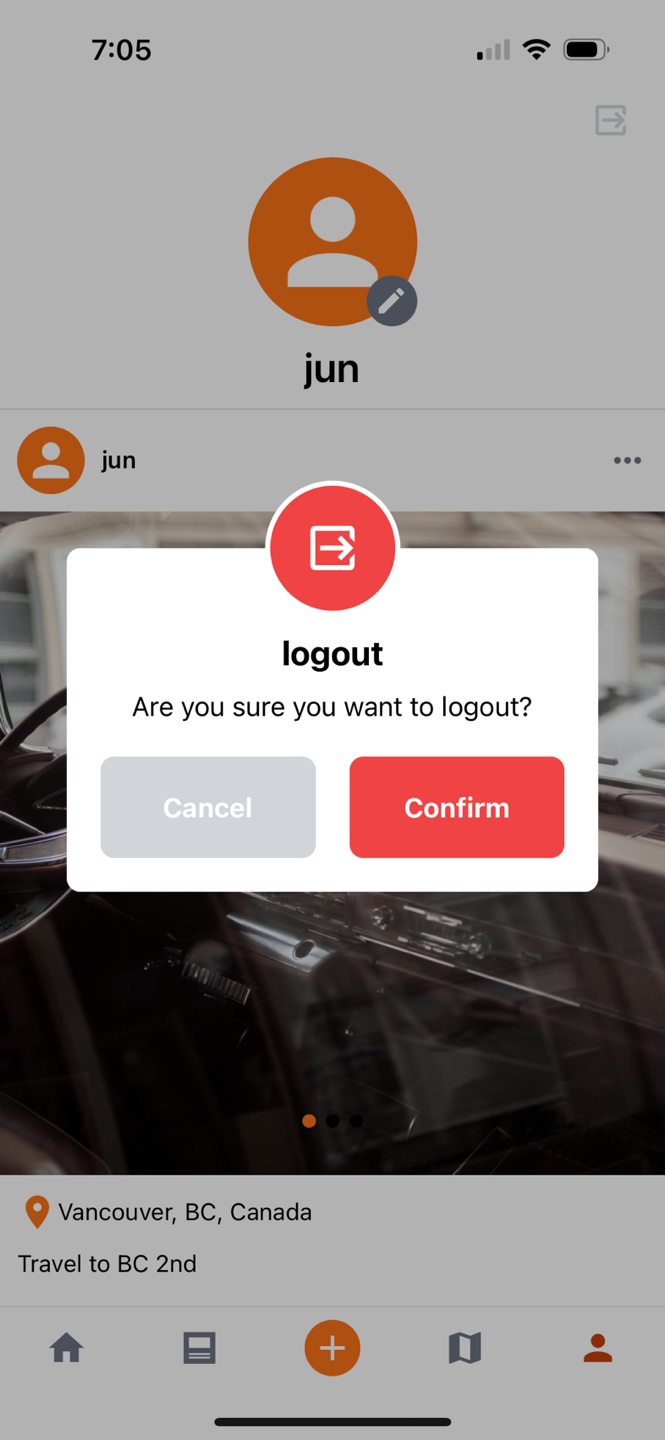 7:05
jun
jun
logout
Are you sure you want to logout?
Cancel
Confirm
Vancouver, BC, Canada
Travel to BC 2nd